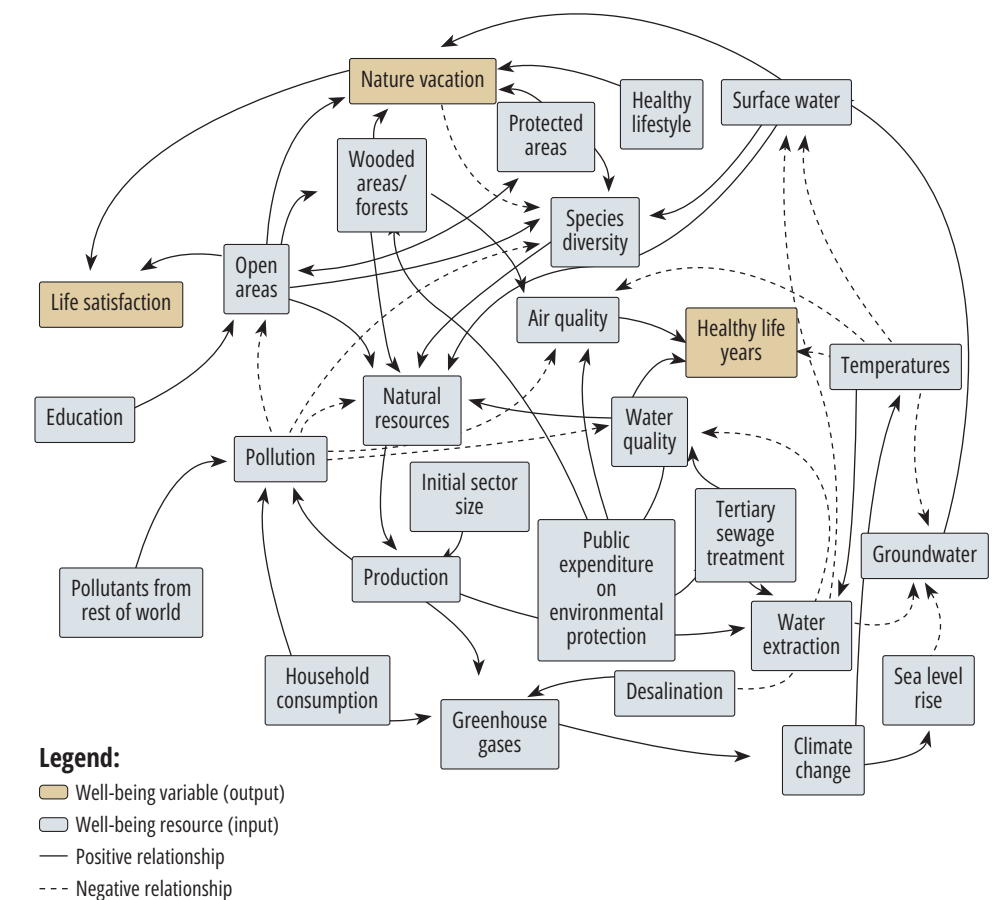 Nature vacation
Healthy
lifestyle
Surface water
Protected
areas
Wooded
areas/
forests
Species
diversity
Open
areas
Life satisfaction
Air quality
Healthy life
years
Temperatures
Education
Natural
resources
Water
quality
Pollution
Initial sector
size
Tertiary
sewage
treatment
Public
expenditure
on
environmental
protection
Groundwater
Production
Pollutants from
rest of world
Water
extraction
Household
consumption
Desalination
Sea level
rise
Greenhouse
gases
Climate
change
Legend:
Well-being variable (output)
Well-being resource (input)
Positive relationship
Negative relationship